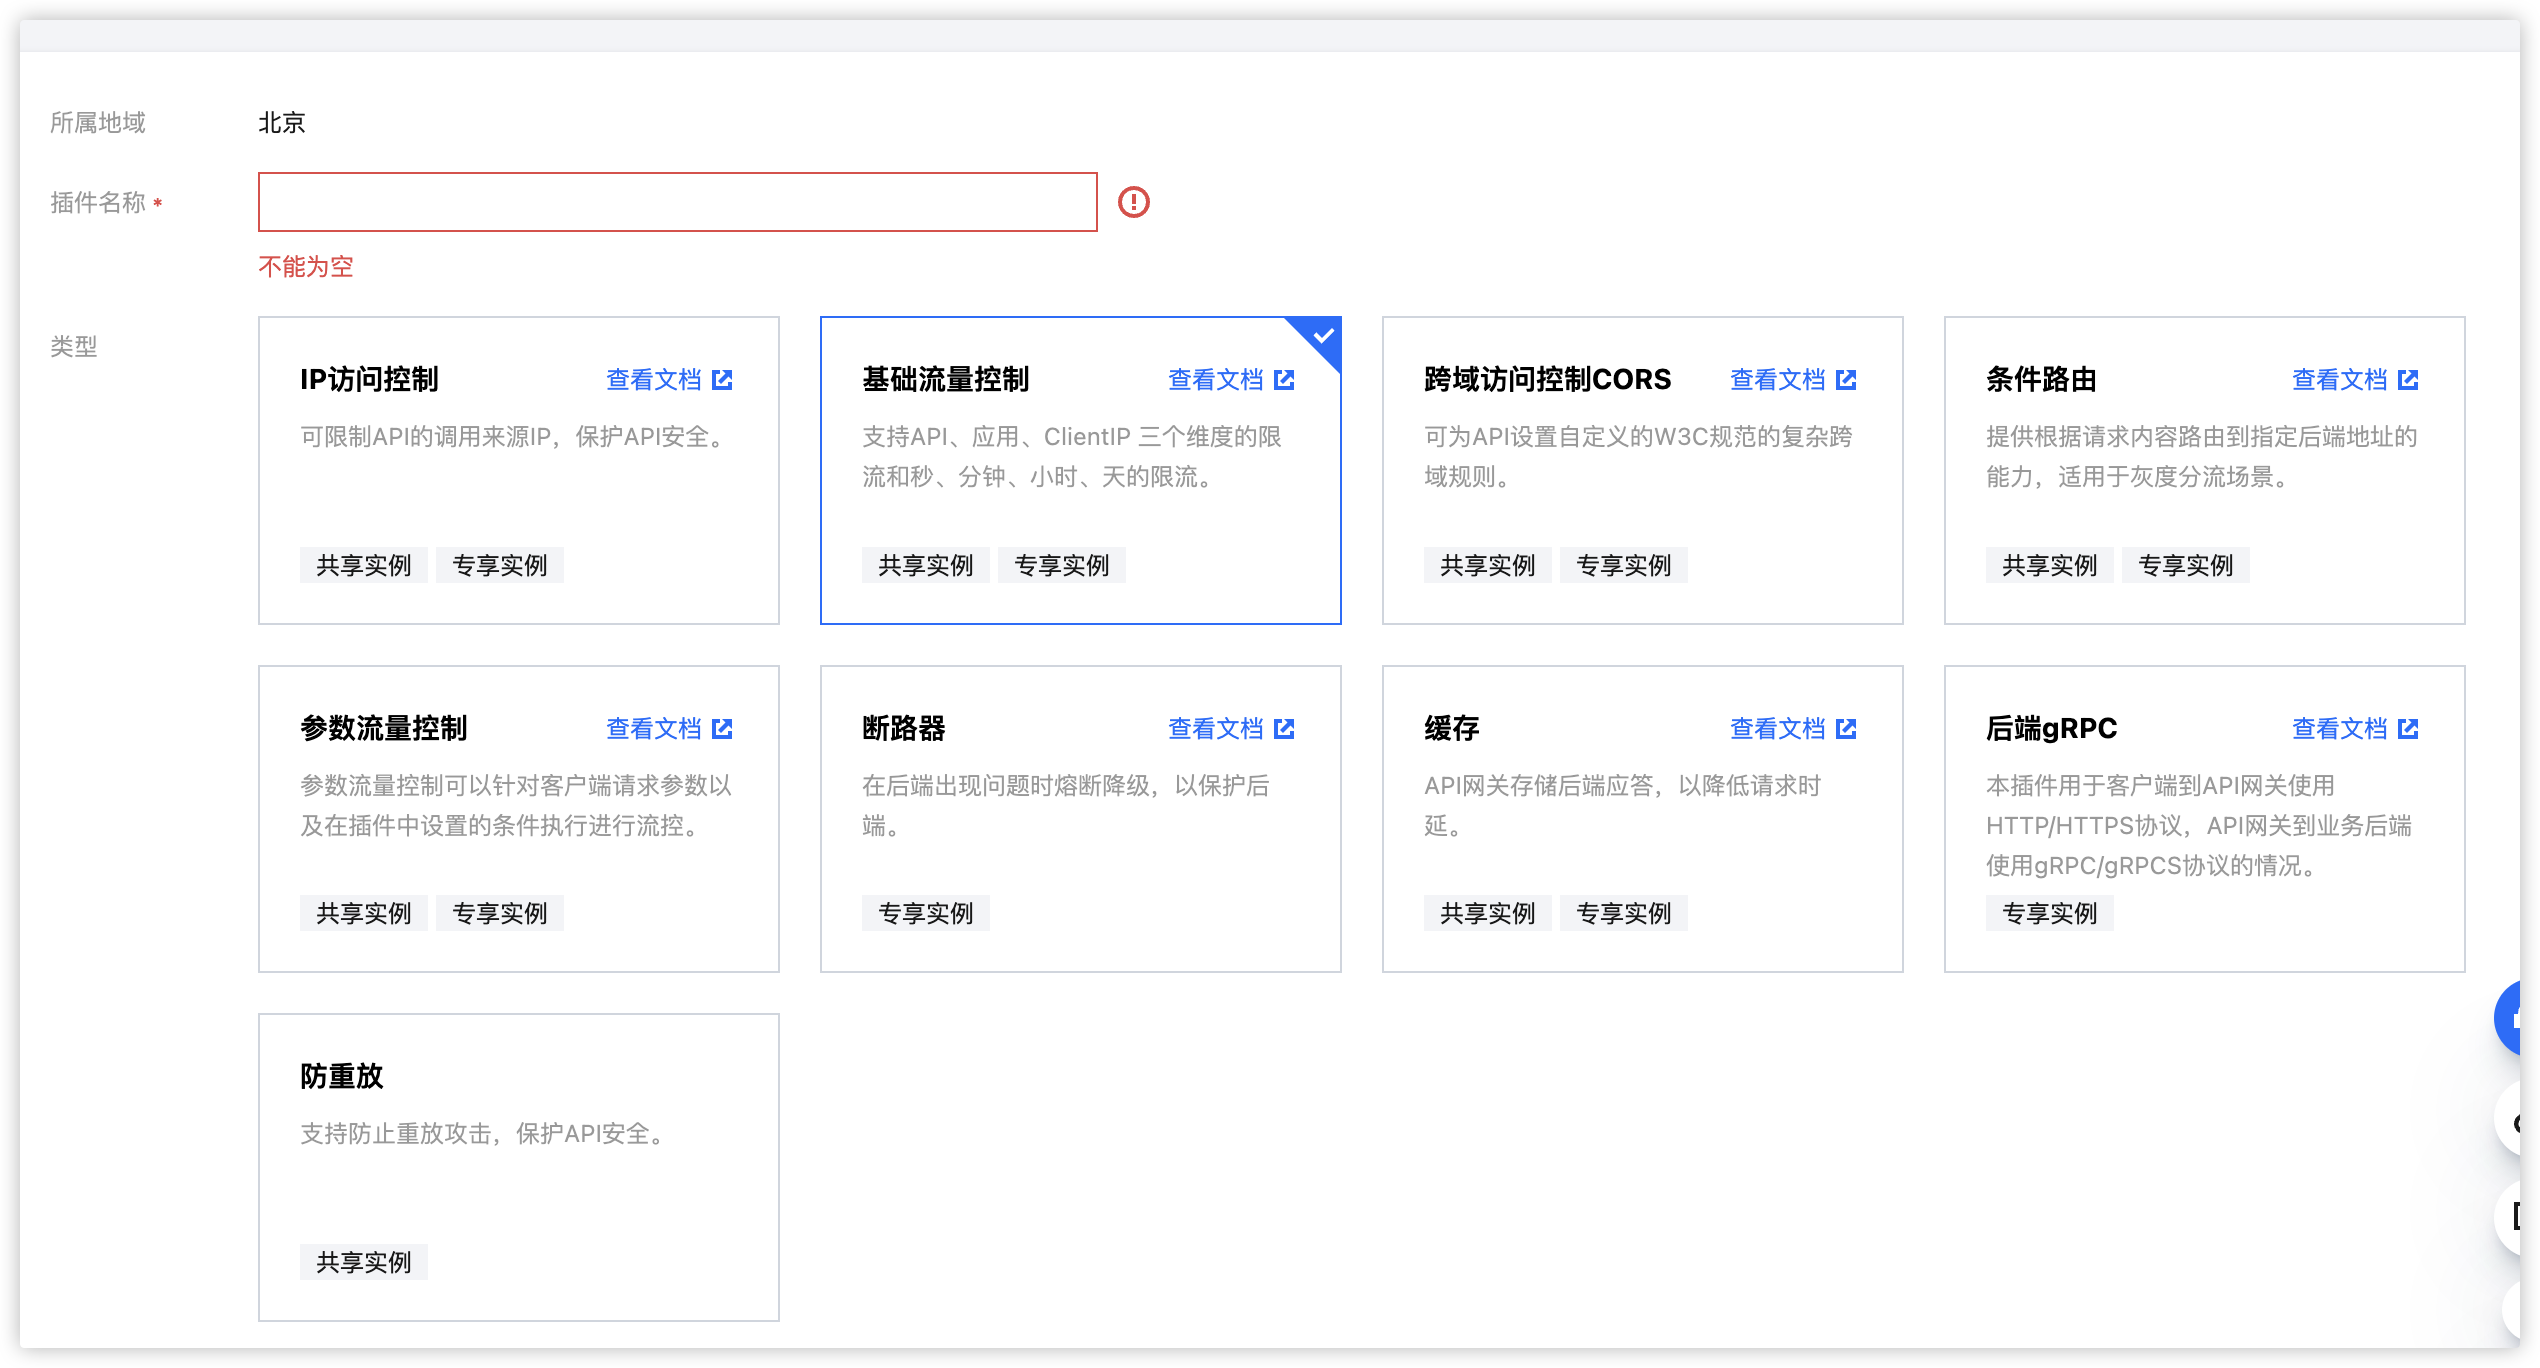 所属地域 北京
插件名称 *
不能为空
类型
IP访问控制 查看文档
可限制API的调用来源IP，保护API安全。
共享实例 专享实例
基础流量控制 查看文档
支持API、应用、ClientIP 三个维度的限
流和秒、分钟、小时、天的限流。
共享实例 专享实例
跨域访问控制CORS 查看文档
可为API设置自定义的W3C规范的复杂跨
域规则。
共享实例 专享实例
条件路由 查看文档
提供根据请求内容路由到指定后端地址的
能力，适用于灰度分流场景。
共享实例 专享实例
参数流量控制 查看文档
参数流量控制可以针对客户端请求参数以
及在插件中设置的条件执行进行流控。
共享实例 专享实例
断路器 查看文档
在后端出现问题时熔断降级，以保护后
端。
专享实例
缓存 查看文档
API网关存储后端应答，以降低请求时
延。
共享实例 专享实例
后端gRPC 查看文档
本插件用于客户端到API网关使用
HTTP/HTTPS协议，API网关到业务后端
使用gRPC/gRPCS协议的情况。
专享实例
防重放
支持防止重放攻击，保护API安全。
共享实例